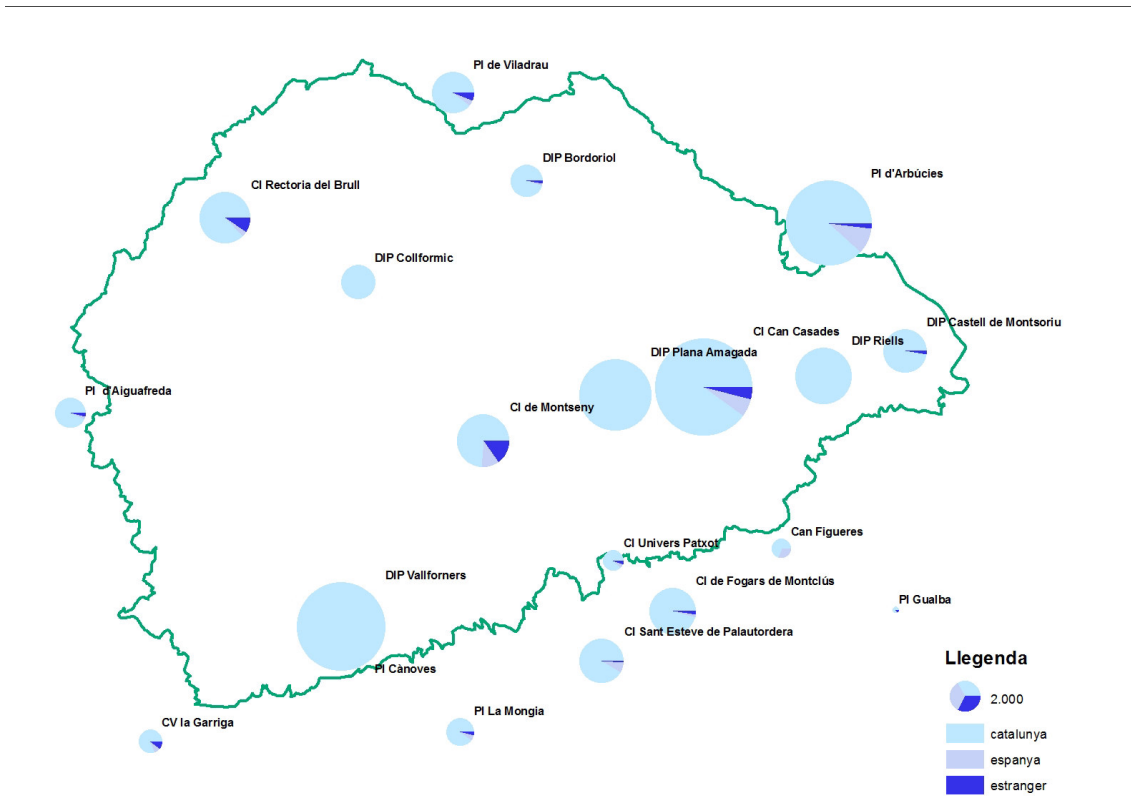 PI de Viladrau
DIP Bordoriol
PI d'Arbúcies
CI Rectoria del Brull
DIP Collformic
DIP Castell de Montsoriu
CI Can Casades
DIP Riells
DIP Plana Amagada
PI  d'Aiguafreda
CI de Montseny
Can Figueres
CI Univers Patxot
DIP Vallforners
CI de Fogars de Montclús
PI Gualba
CI Sant Esteve de Palautordera
PI Cànoves
PI La Mongia
CV la Garriga
Llegenda
2.000
catalunya
espanya
estranger